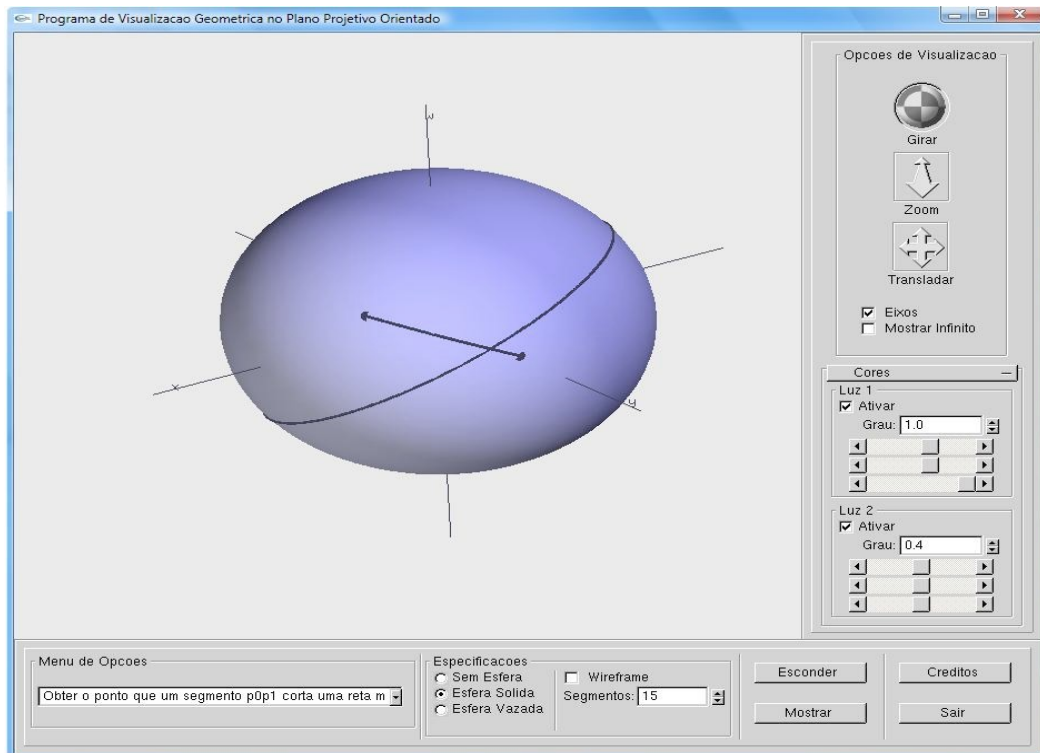 Programa de Visualizacao Geometrica no Plano Projetivo Orientado
w
x
y
Opcoes de Visualizacao
Girar
Zoom
Transladar
Eixos
Mostrar Infinito
Cores
Luz 1
Ativar
Grau: 1.0
Luz 2
Ativar
Grau: 0.4
Menu de Opcoes
Obter o ponto que um segmento p0p1 corta uma reta m
Especificacoes
Sem Esfera
Esfera Solida
Esfera Vazada
Wireframe
Segmentos: 15
Esconder
Mostrar
Creditos
Sair